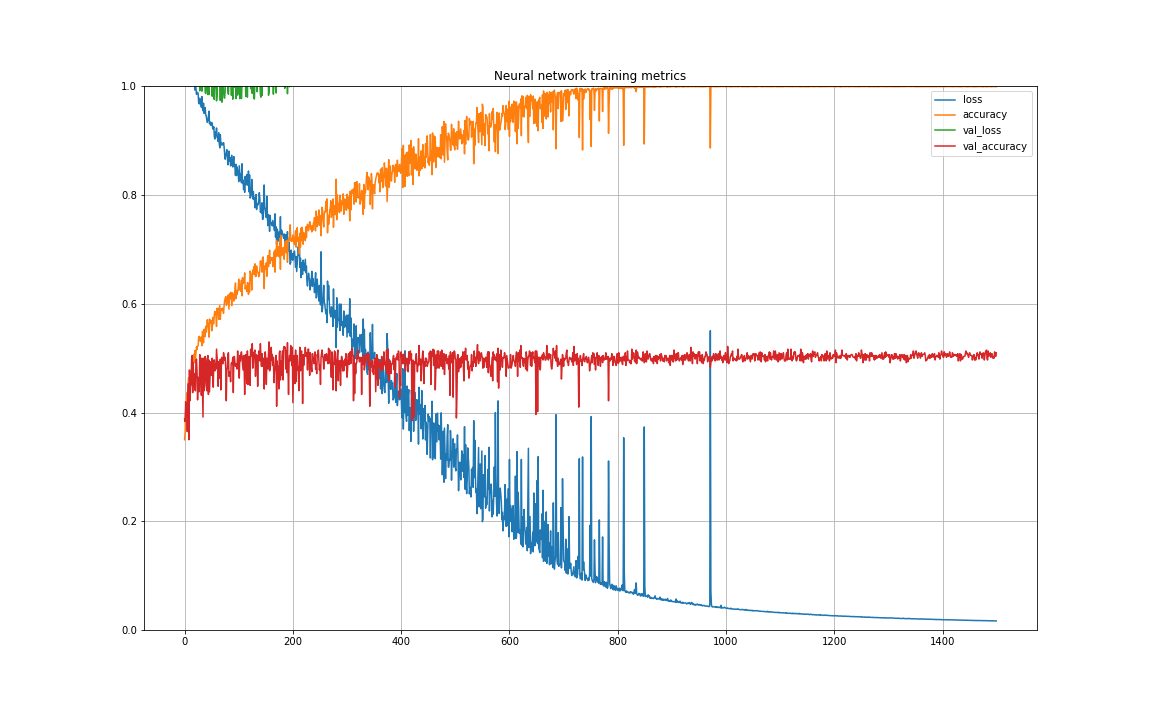 Neural network training metrics
loss
accuracy
val_loss
val_accuracy
1.0
0.8
0.6
0.4
0.2
0.0
0 200 400 600 800 1000 1200 1400